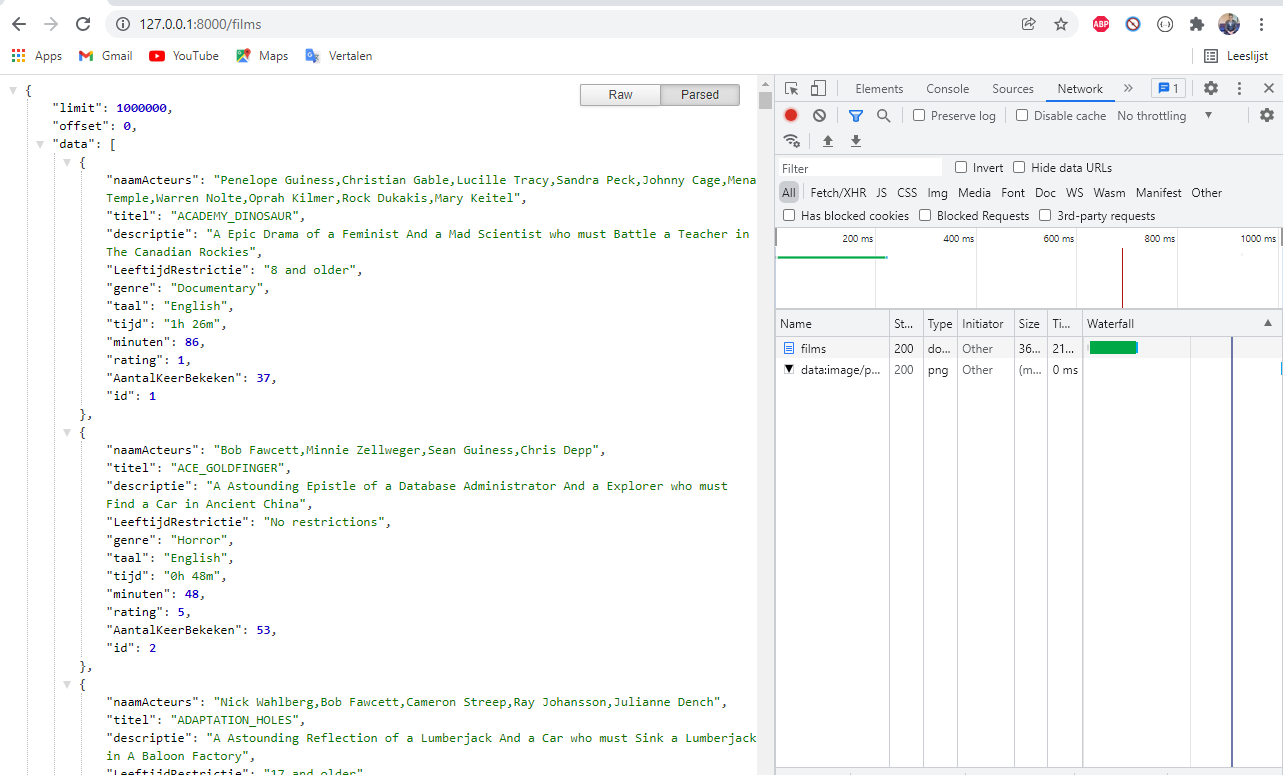 127.0.0.1:8000/films
ABP
Apps Gmail YouTube Maps Vertalen Leeslijst
Raw Parsed
{
"limit": 1000000,
"offset": 0,
"data": [
{
"naamActeurs": "Penelope Guiness,Christian Gable,Lucille Tracy,Sandra Peck,Johnny Cage,Mena
Temple,Warren Nolte,Oprah Kilmer,Rock Dukakis,Mary Keitel",
"titel": "ACADEMY_DINOSAUR",
"descriptie": "A Epic Drama of a Feminist And a Mad Scientist who must Battle a Teacher in
The Canadian Rockies",
"LeeftijdRestrictie": "8 and older",
"genre": "Documentary",
"taal": "English",
"tijd": "1h 26m",
"minuten": 86,
"rating": 1,
"AantalKeerBekeken": 37,
"id": 1
},
{
"naamActeurs": "Bob Fawcett,Minnie Zellweger,Sean Guiness,Chris Depp",
"titel": "ACE_GOLDFINGER",
"descriptie": "A Astounding Epistle of a Database Administrator And a Explorer who must
Find a Car in Ancient China",
"LeeftijdRestrictie": "No restrictions",
"genre": "Horror",
"taal": "English",
"tijd": "0h 48m",
"minuten": 48,
"rating": 5,
"AantalKeerBekeken": 53,
"id": 2
},
{
"naamActeurs": "Nick Wahlberg,Bob Fawcett,Cameron Streep,Ray Johansson,Julianne Dench",
"titel": "ADAPTATION_HOLES",
"descriptie": "A Astounding Reflection of a Lumberjack And a Car who must Sink a Lumberjack
in A Baloon Factory",
"LeeftijdRestrictie": "17 and older",
Elements Console Sources Network » 1
Preserve log Disable cache No throttling
Filter Invert Hide data URLs
All Fetch/XHR JS CSS Img Media Font Doc WS Wasm Manifest Other
Has blocked cookies Blocked Requests 3rd-party requests
200 ms 400 ms 600 ms 800 ms 1000 ms
Name St... Type Initiator Size Ti... Waterfall
films 200 do... Other 36... 21...
data:image/p... 200 png Other (m... 0 ms